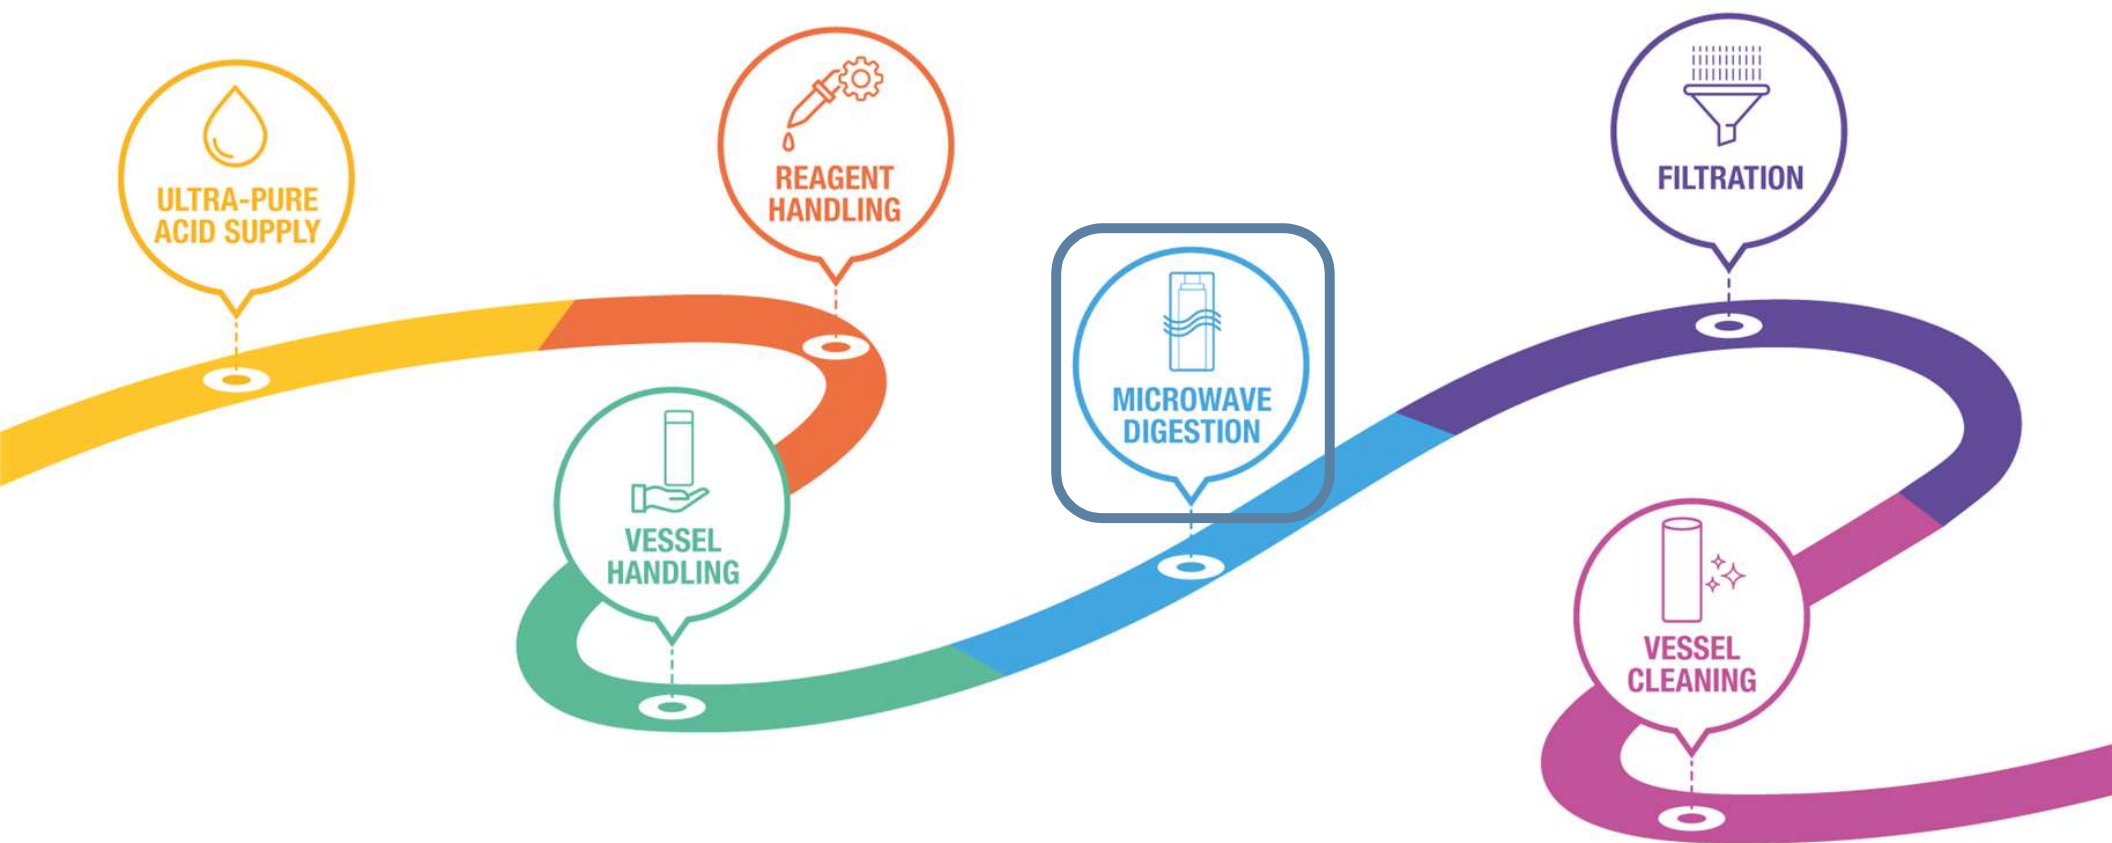 ULTRA-PURE
ACID SUPPLY
REAGENT
HANDLING
VESSEL
HANDLING
MICROWAVE
DIGESTION
FILTRATION
VESSEL
CLEANING